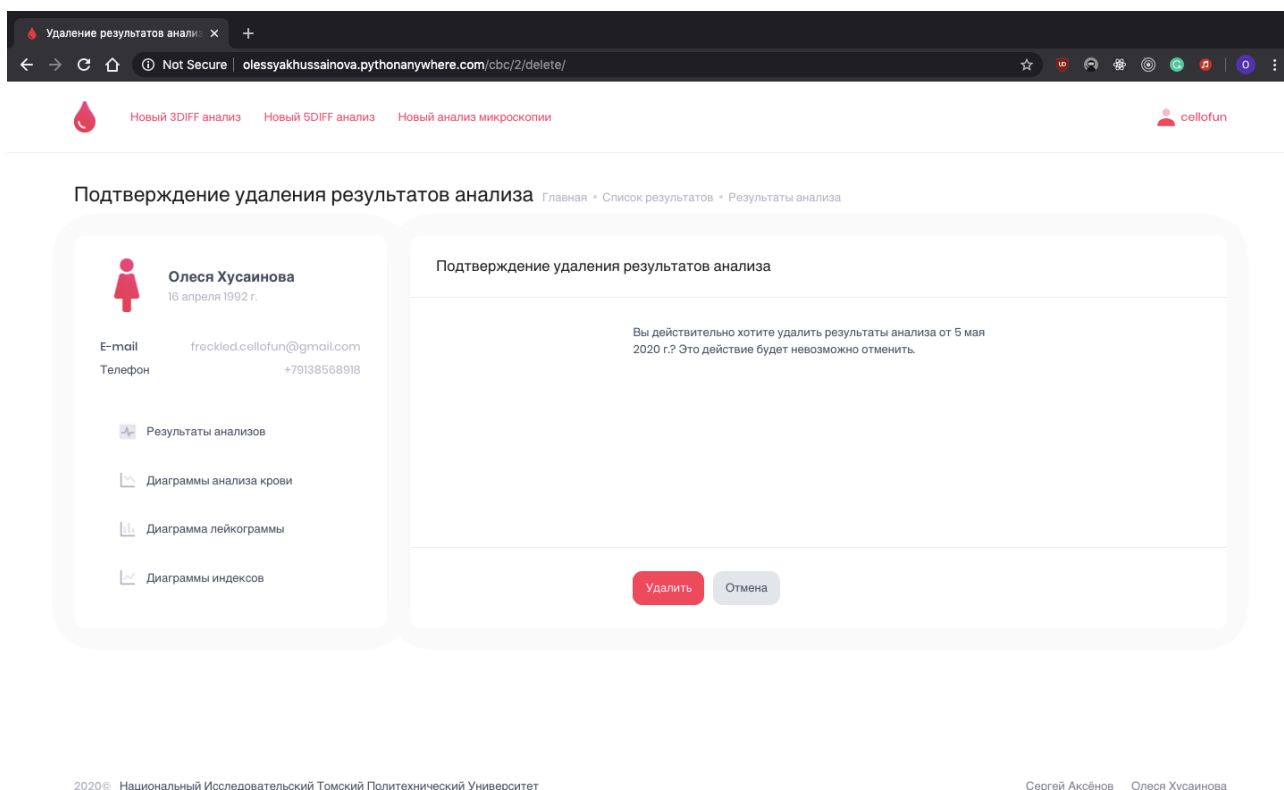 Удаление результатов анализ
Not Secure | olessyakhussainova.pythonanywhere.com/cbc/2/delete/
Новый 3DIFF анализ Новый 5DIFF анализ Новый анализ микроскопии cellofun
Подтверждение удаления результатов анализа Главная • Список результатов • Результаты анализа
Олеся Хусаинова
16 апреля 1992 г.
E-mail freckled.cellofun@gmail.com
Телефон +79138568918
Результаты анализов
Диаграммы анализа крови
Диаграмма лейкограммы
Диаграммы индексов
Подтверждение удаления результатов анализа
Вы действительно хотите удалить результаты анализа от 5 мая
2020 г.? Это действие будет невозможно отменить.
Удалить Отмена
2020© Национальный Исследовательский Томский Политехнический Университет Сергей Аксёнов Олеся Хусаинова